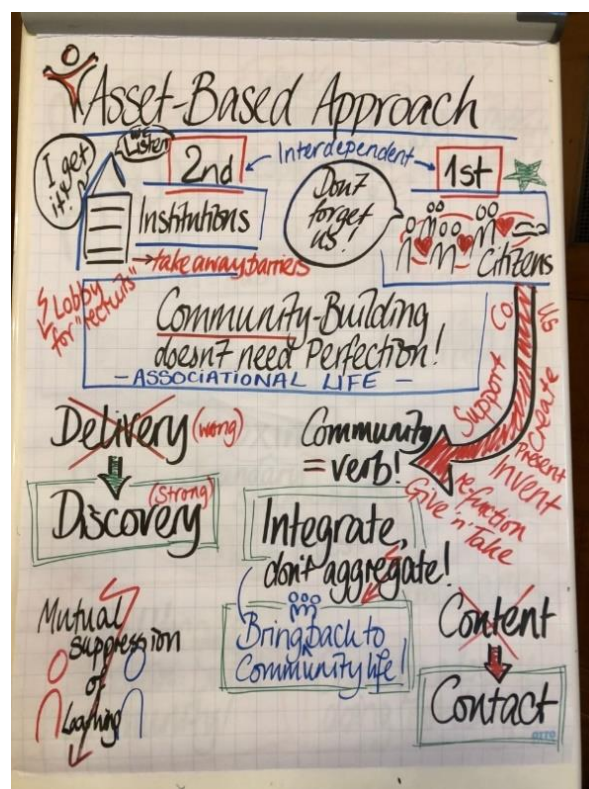 Asset-Based Approach
I get
it!
WE
Listen
2nd
Interdependent
1st
Institutions
Don't
forget
us!
Citizens
→take away barriers
Lobby
for "recruits"
Community-Building
doesn't need Perfection!
- ASSOCIATIONAL LIFE -
Support
Co
Us
Create
Present
Invent
Give 'n' Take
Delivery (wrong)
Discovery
(strong)
Community
= verb!
Integrate,
don't aggregate!
Bring back to
Community life!
Mutual
suppression
of
Learning
Content
Contact